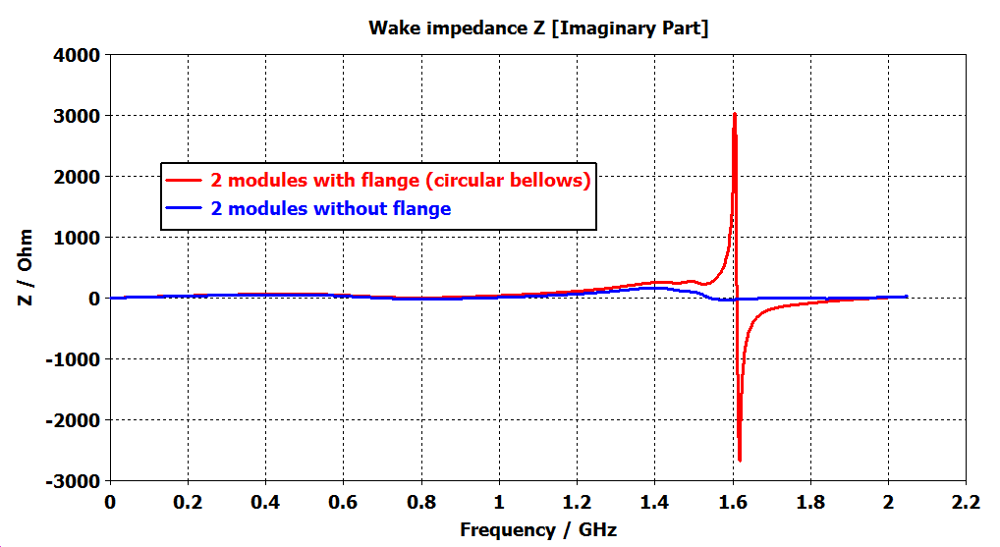 Wake impedance Z [Imaginary Part]
4000
3000
2000
1000
0
-1000
-2000
-3000
Z / Ohm
2 modules with flange (circular bellows)
2 modules without flange
0 0.2 0.4 0.6 0.8 1 1.2 1.4 1.6 1.8 2 2.2
Frequency / GHz